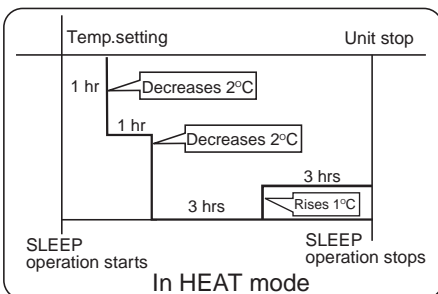 Temp.setting
Unit stop
1 hr
Decreases 2°C
1 hr
Decreases 2°C
3 hrs
3 hrs
Rises 1°C
SLEEP
operation starts
SLEEP
operation stops
In HEAT mode